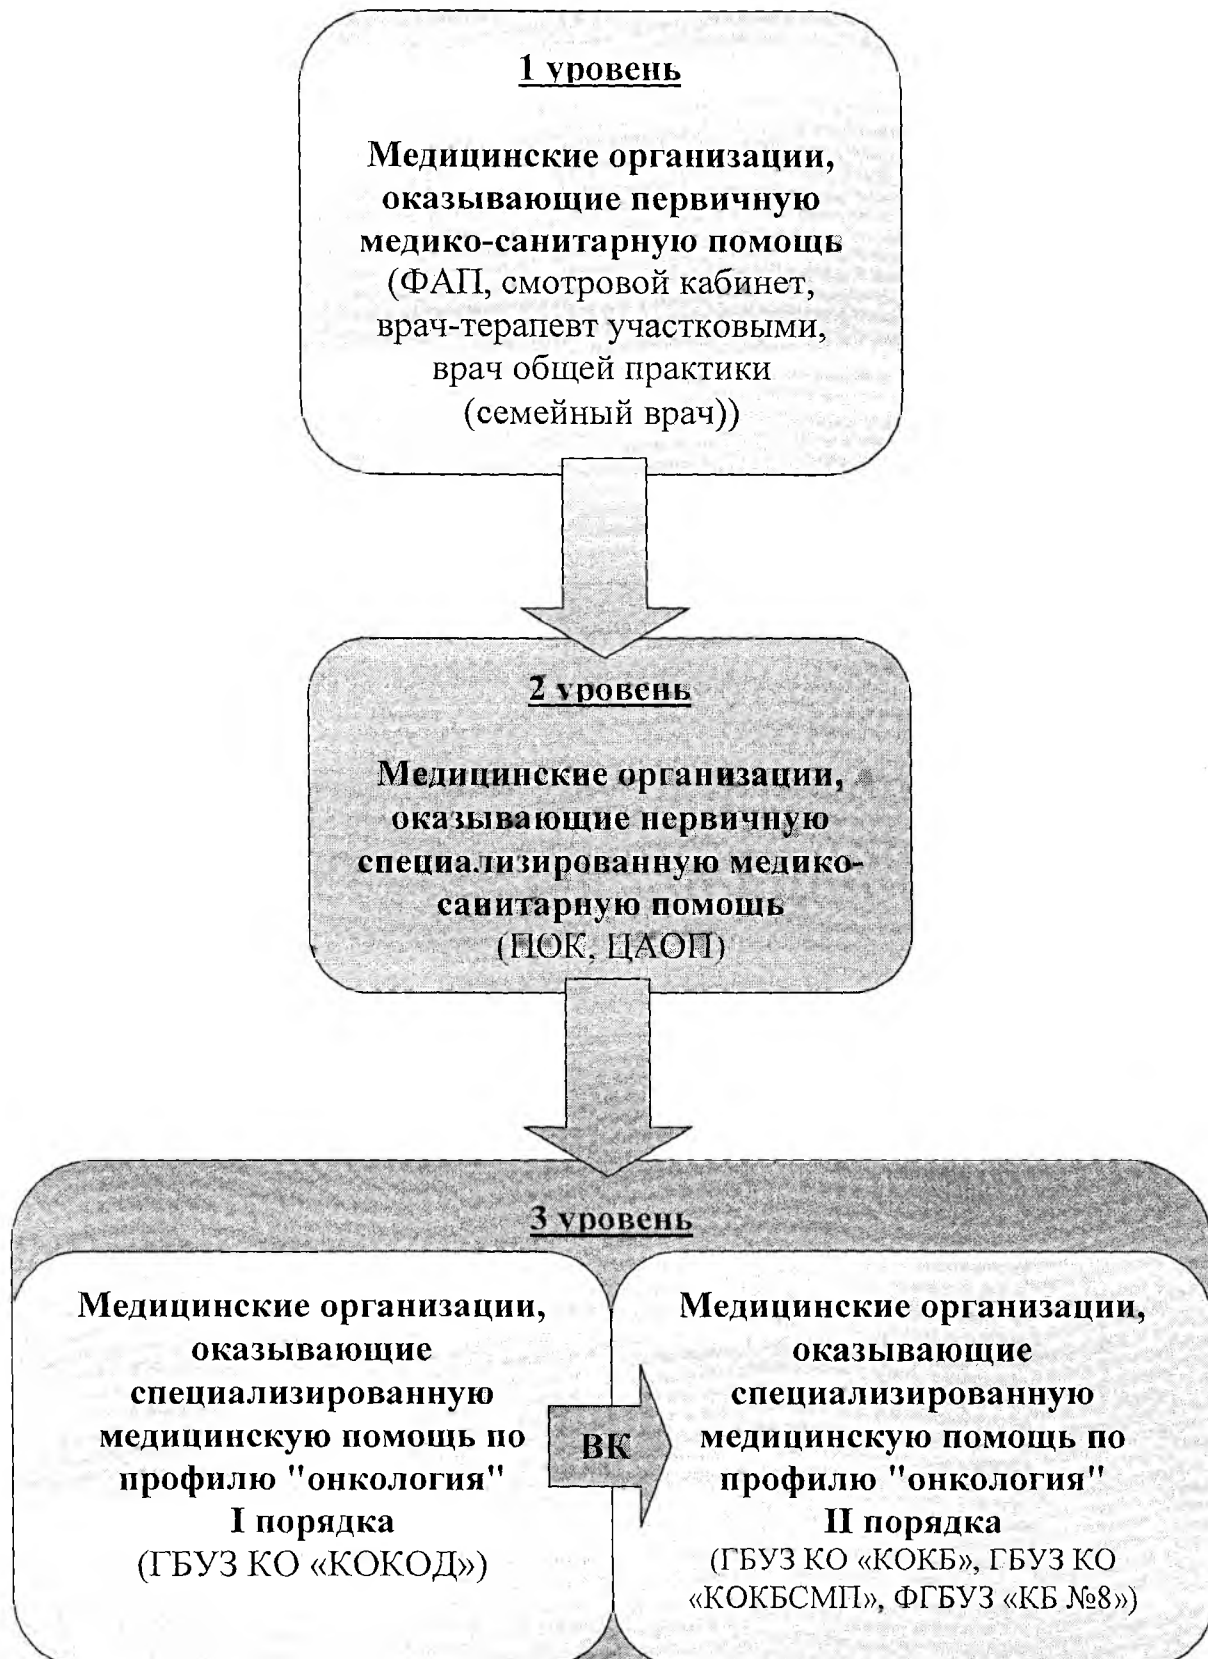 1 уровень
Медицинские организации,
оказывающие первичную
медико-санитарную помощь
(ФАП, смотровой кабинет,
врач-терапевт участковыми,
врач общей практики
(семейный врач))
2 уровень
Медицинские организации,
оказывающие первичную
специализированную медико-
санитарную помощь
(ПОК, ЦАОП)
3 уровень
Медицинские организации,
оказывающие
специализированную
медицинскую помощь по
профилю "онкология"
I порядка
(ГБУЗ КО «КОКОД»)
ВК
Медицинские организации,
оказывающие
специализированную
медицинскую помощь по
профилю "онкология"
II порядка
(ГБУЗ КО «КОКБ», ГБУЗ КО
«КОКБСМП», ФГБУЗ «КБ №8»)